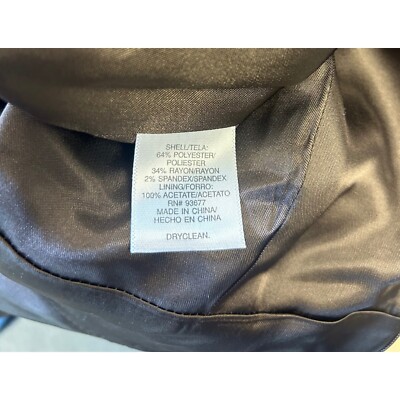 SHELL/TELA:
64% POLYESTER/
POLIESTER
34% RAYON/RAYON
2% SPANDEX/SPANDEX
LINING/FORRO:
100% ACETATE/ACETATO
RN# 93677
MADE IN CHINA/
HECHO EN CHINA
DRYCLEAN.